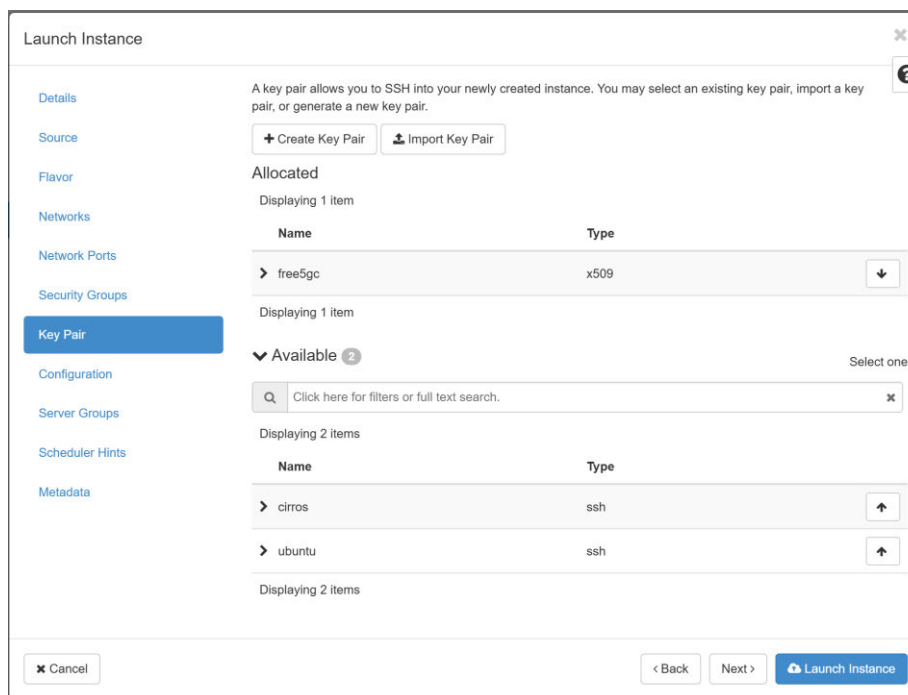 Launch Instance
Details
Source
Flavor
Networks
Network Ports
Security Groups
Key Pair
Configuration
Server Groups
Scheduler Hints
Metadata
A key pair allows you to SSH into your newly created instance. You may select an existing key pair, import a key
pair, or generate a new key pair.
Create Key Pair Import Key Pair
Allocated
Displaying 1 item
Name Type
free5gc x509
Displaying 1 item
Available 2 Select one
Click here for filters or full text search.
Displaying 2 items
Name Type
cirros ssh
ubuntu ssh
Displaying 2 items
Cancel < Back Next > Launch Instance